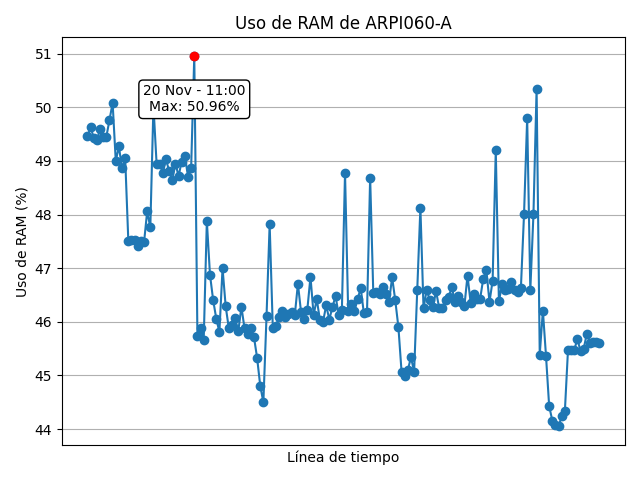 Uso de RAM de ARPI060-A
51
50
49
48
47
46
45
44
Uso de RAM (%)
20 Nov - 11:00
Max: 50.96%
Línea de tiempo